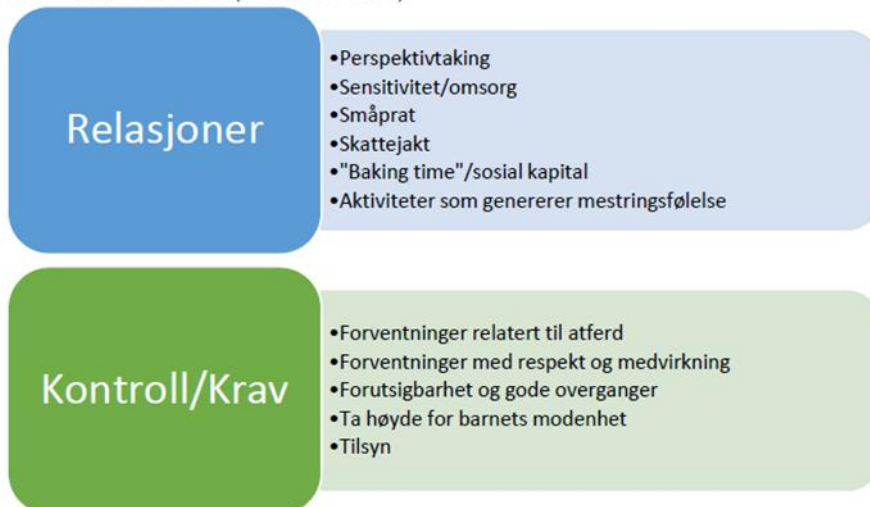 Relasjoner
•Perspektivtaking
•Sensitivitet/omsorg
•Småprat
•Skattejakt
•"Baking time"/sosial kapital
•Aktiviteter som genererer mestringsfølelse
Kontroll/Krav
•Forventninger relatert til atferd
•Forventninger med respekt og medvirkning
•Forutsigbarhet og gode overganger
•Ta høyde for barnets modenhet
•Tilsyn